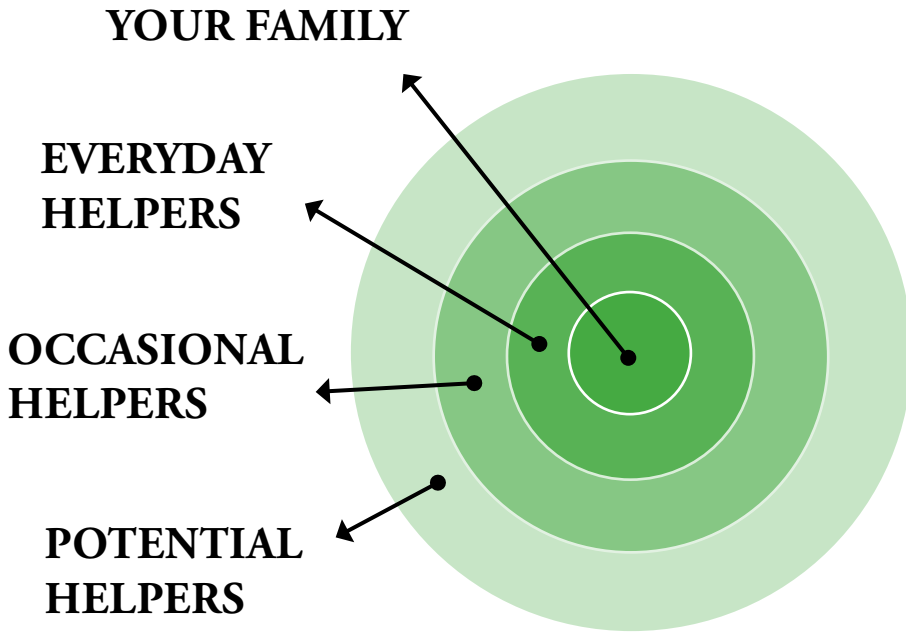 YOUR FAMILY
EVERYDAY
HELPERS
OCCASIONAL
HELPERS
POTENTIAL
HELPERS